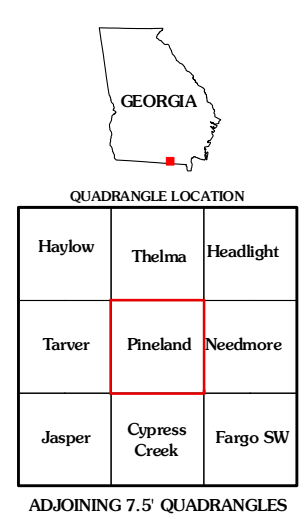 GEORGIA
QUADRANGLE LOCATION
Haylow
Thelma
Headlight
Tarver
Pineland
Needmore
Jasper
Cypress
Creek
Fargo SW
ADJOINING 7.5' QUADRANGLES